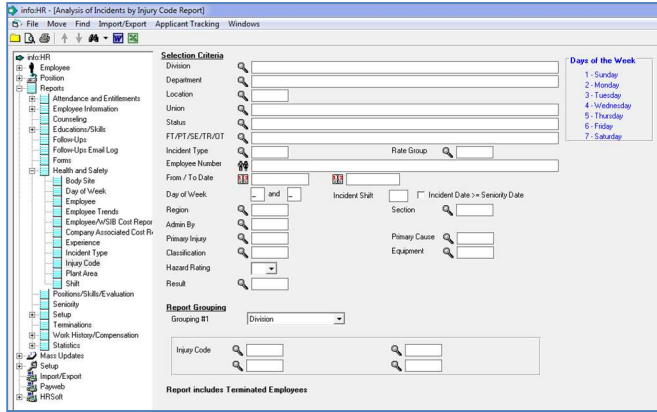 info:HR - [Analysis of Incidents by Injury Code Report]
File Move Find Import/Export Applicant Tracking Windows
info:HR
Employee
Position
Reports
Attendance and Entitlements
Employee Information
Counseling
Educations/Skills
Follow-Ups
Follow-Ups Email Log
Forms
Health and Safety
Body Site
Day of Week
Employee
Employee Trends
Employee/WSIB Cost Repor
Company Associated Cost R
Experience
Incident Type
Injury Code
Plant Area
Shift
Positions/Skills/Evaluation
Seniority
Setup
Terminations
Work History/Compensation
Statistics
Mass Updates
Setup
Import/Export
Payweb
HRSoft
Selection Criteria
Division
Department
Location
Union
Status
FT/PT/SE/TR/OT
Incident Type Rate Group
Employee Number
From / To Date
Day of Week _ and _ Incident Shift Incident Date >= Seniority Date
Region Section
Admin By
Primary Injury Primary Cause
Classification Equipment
Hazard Rating
Result
Report Grouping
Grouping #1 Division
Injury Code
Report includes Terminated Employees
Days of the Week
1 - Sunday
2 - Monday
3 - Tuesday
4 - Wednesday
5 - Thursday
6 - Friday
7 - Saturday